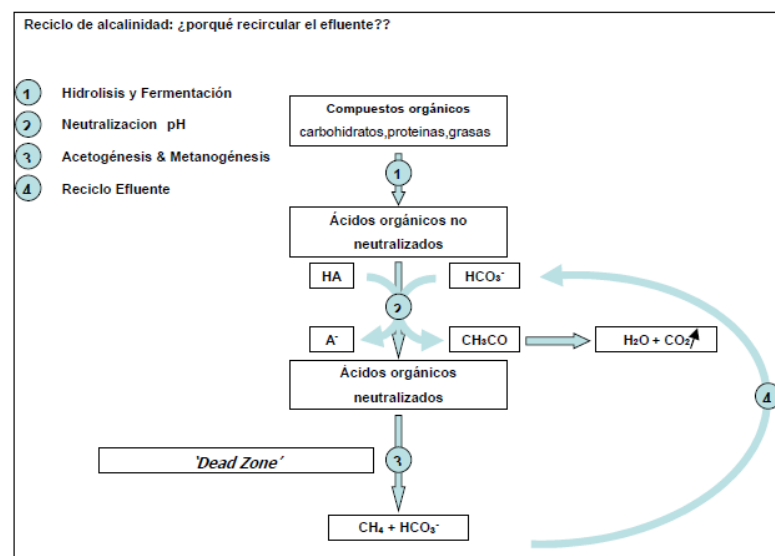 Reciclo de alcalinidad: ¿porqué recircular el efluente??
1 Hidrolisis y Fermentación
2 Neutralizacion pH
3 Acetogénesis & Metanogénesis
4 Reciclo Efluente
Compuestos orgánicos
carbohidratos,proteinas,grasas
1
Ácidos orgánicos no
neutralizados
HA
HCO₃⁻
2
A⁻
CH₃CO
H₂O + CO₂
Ácidos orgánicos
neutralizados
4
'Dead Zone'
3
CH₄ + HCO₃⁻